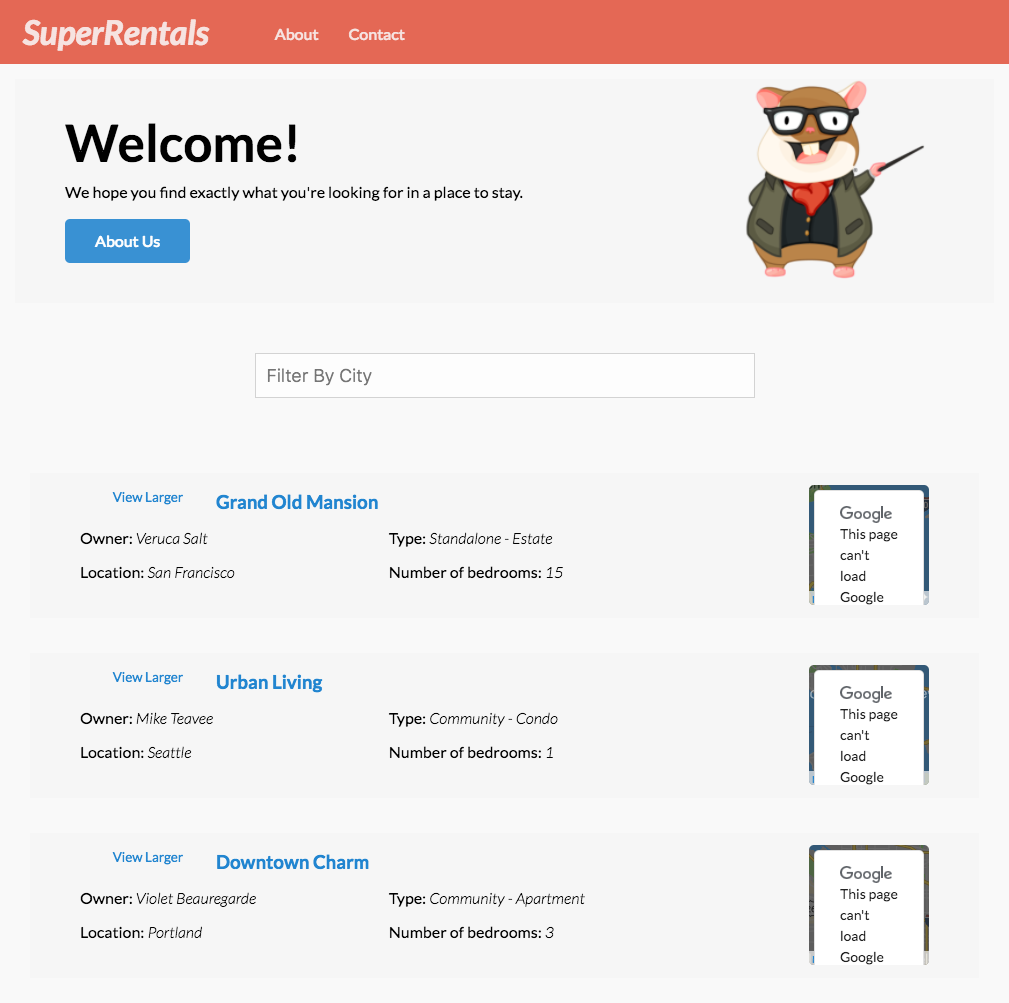 SuperRentals About Contact
Welcome!
We hope you find exactly what you're looking for in a place to stay.
About Us
Filter By City
View Larger Grand Old Mansion
Owner: Veruca Salt Type: Standalone - Estate
Location: San Francisco Number of bedrooms: 15
Google
This page
can't
load
Google
View Larger Urban Living
Owner: Mike Teavee Type: Community - Condo
Location: Seattle Number of bedrooms: 1
Google
This page
can't
load
Google
View Larger Downtown Charm
Owner: Violet Beauregarde Type: Community - Apartment
Location: Portland Number of bedrooms: 3
Google
This page
can't
load
Google